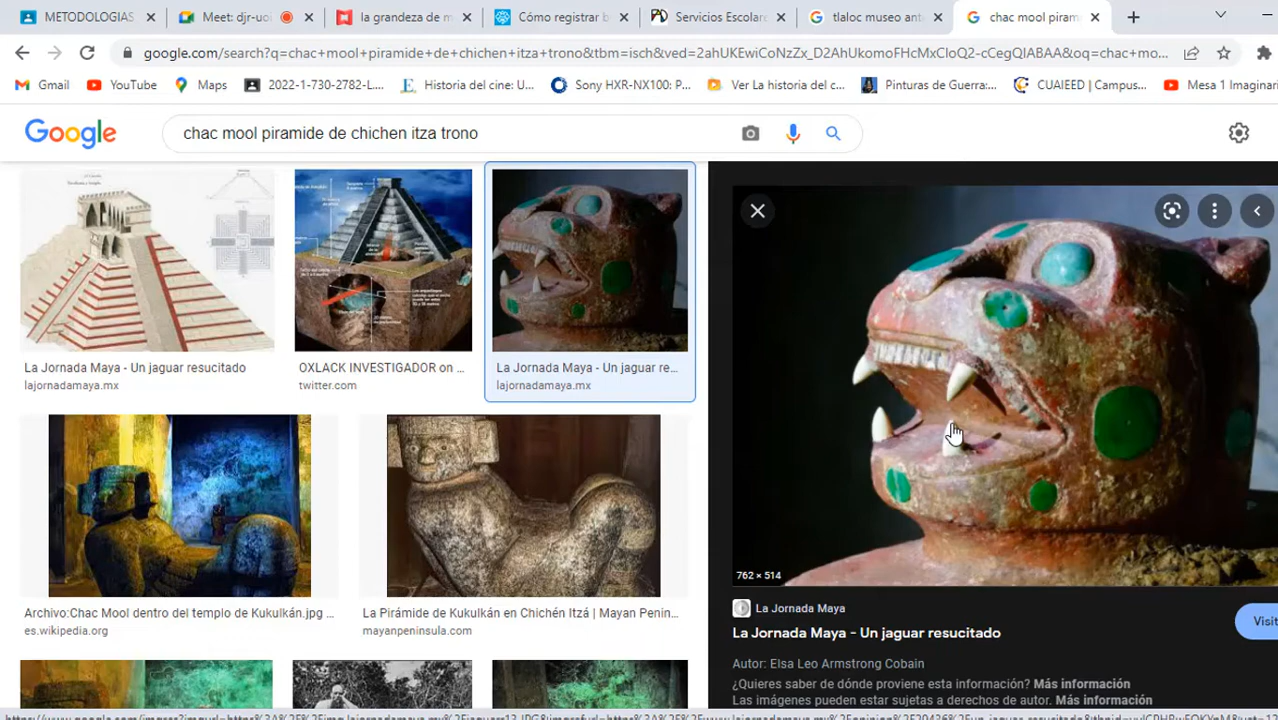 METODOLOGIAS
Meet: djr-uoi
la grandeza de m
Cómo registrar b
Servicios Escolare
tlaloc museo ant
chac mool piram
google.com/search?q=chac+mool+piramide+de+chichen+itza+trono&tbm=isch&ved=2ahUKEwiCoNzZx_D2AhUkomoFHcMxCloQ2-cCegQIABAA&oq=chac+mo...
Gmail
YouTube
Maps
2022-1-730-2782-L...
Historia del cine: U...
Sony HXR-NX100: P...
Ver La historia del c...
Pinturas de Guerra:...
CUAIEED | Campus...
Mesa 1 Imaginari
Google
chac mool piramide de chichen itza trono
La Jornada Maya - Un jaguar resucitado
lajornadamaya.mx
OXLACK INVESTIGADOR on ...
twitter.com
La Jornada Maya - Un jaguar re...
lajornadamaya.mx
Archivo:Chac Mool dentro del templo de Kukulkán.jpg ...
es.wikipedia.org
La Pirámide de Kukulkán en Chichén Itzá | Mayan Penin...
mayanpeninsula.com
762 × 514
La Jornada Maya
La Jornada Maya - Un jaguar resucitado
Visit
Autor: Elsa Leo Armstrong Cobain
¿Quieres saber de dónde proviene esta información? Más información
Las imágenes pueden estar sujetas a derechos de autor. Más información